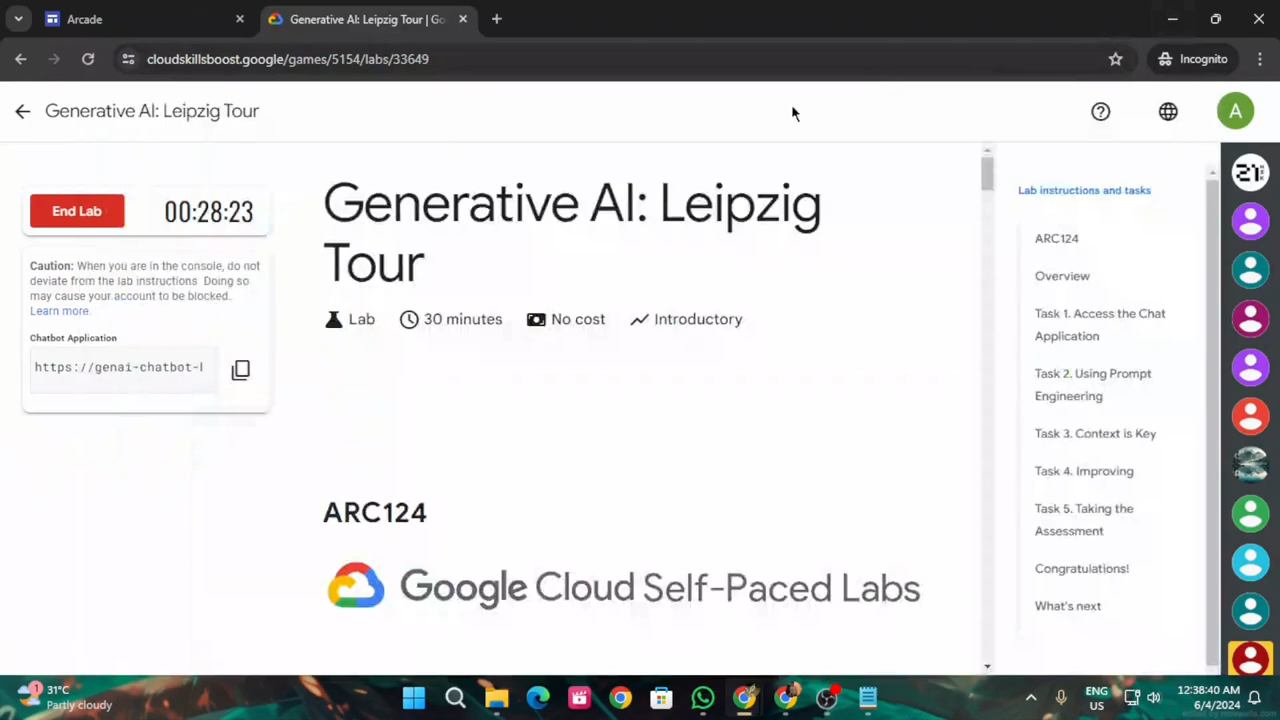 Arcade
Generative AI: Leipzig Tour | Go
cloudskillsboost.google/games/5154/labs/33649
Incognito
Generative AI: Leipzig Tour
A
End Lab
00:28:23
Caution: When you are in the console, do not
deviate from the lab instructions. Doing so
may cause your account to be blocked.
Learn more.
Chatbot Application
https://genai-chatbot-l
Generative AI: Leipzig
Tour
Lab
30 minutes
No cost
Introductory
ARC124
Google Cloud Self-Paced Labs
Lab instructions and tasks
ARC124
Overview
Task 1. Access the Chat
Application
Task 2. Using Prompt
Engineering
Task 3. Context is Key
Task 4. Improving
Task 5. Taking the
Assessment
Congratulations!
What's next
1
31°C
Partly cloudy
ENG
US
12:38:40 AM
6/4/2024